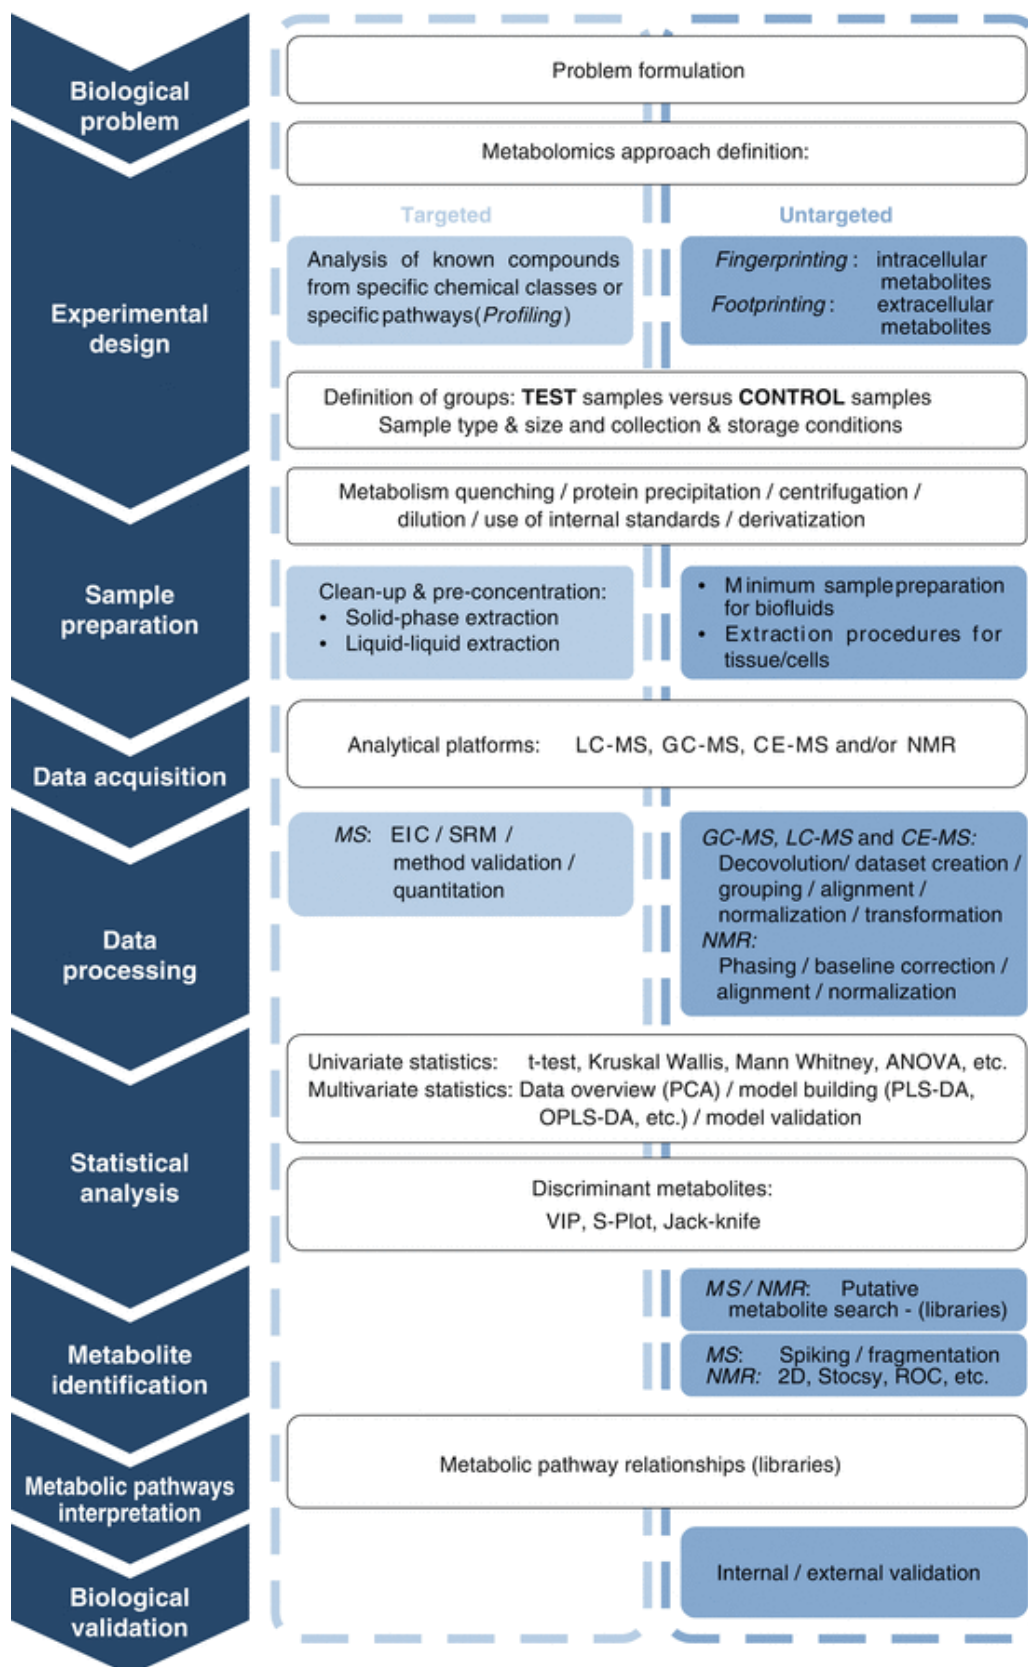 Biological
problem
Problem formulation
Metabolomics approach definition:
Experimental
design
Targeted
Analysis of known compounds
from specific chemical classes or
specific pathways (Profiling)
Untargeted
Fingerprinting: intracellular
metabolites
Footprinting: extracellular
metabolites
Definition of groups: TEST samples versus CONTROL samples
Sample type & size and collection & storage conditions
Sample
preparation
Metabolism quenching / protein precipitation / centrifugation /
dilution / use of internal standards / derivatization
Clean-up & pre-concentration:
• Solid-phase extraction
• Liquid-liquid extraction
• Minimum sample preparation
for biofluids
• Extraction procedures for
tissue/cells
Data acquisition
Analytical platforms: LC-MS, GC-MS, CE-MS and/or NMR
Data
processing
MS: EIC / SRM /
method validation /
quantitation
GC-MS, LC-MS and CE-MS:
Decovolution/ dataset creation /
grouping / alignment /
normalization / transformation
NMR:
Phasing / baseline correction /
alignment / normalization
Statistical
analysis
Univariate statistics: t-test, Kruskal Wallis, Mann Whitney, ANOVA, etc.
Multivariate statistics: Data overview (PCA) / model building (PLS-DA,
OPLS-DA, etc.) / model validation
Discriminant metabolites:
VIP, S-Plot, Jack-knife
Metabolite
identification
MS / NMR: Putative
metabolite search - (libraries)
MS: Spiking / fragmentation
NMR: 2D, Stocsy, ROC, etc.
Metabolic pathways
interpretation
Metabolic pathway relationships (libraries)
Biological
validation
Internal / external validation